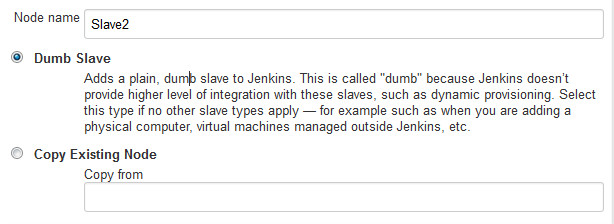 Node name Slave2
Dumb Slave
Adds a plain, dumb slave to Jenkins. This is called "dumb" because Jenkins doesn't
provide higher level of integration with these slaves, such as dynamic provisioning. Select
this type if no other slave types apply — for example such as when you are adding a
physical computer, virtual machines managed outside Jenkins, etc.
Copy Existing Node
Copy from